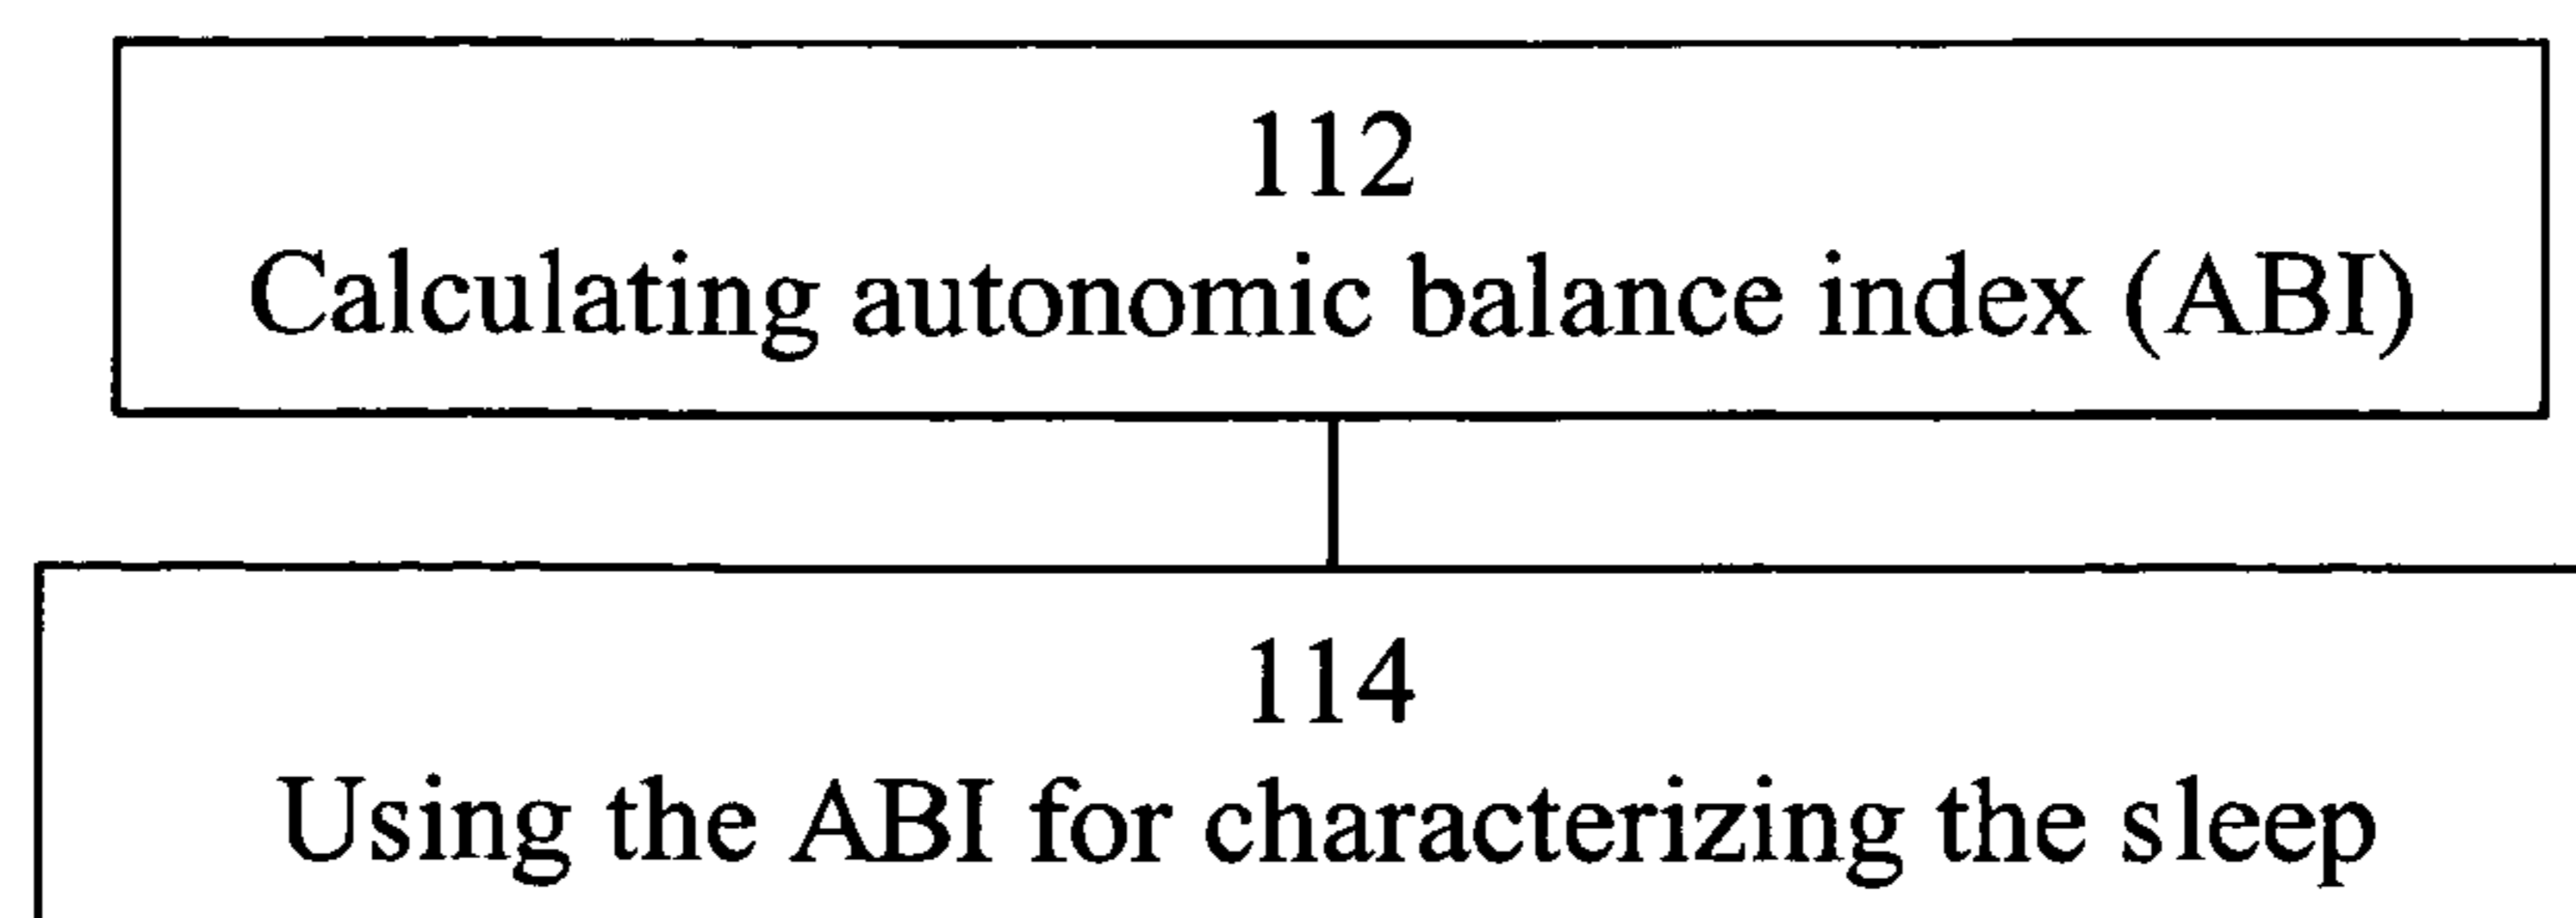 112
Calculating autonomic balance index (ABI)
114
Using the ABI for characterizing the sleep